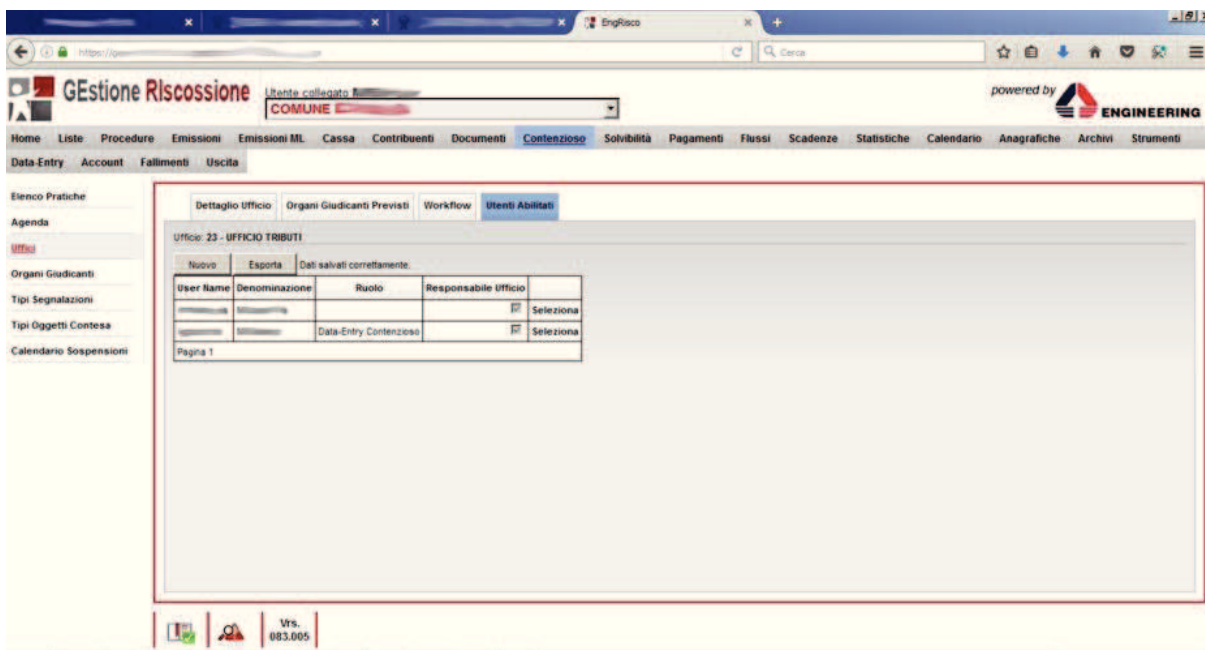 EngRisco
https://
Cerca
GEstione RIscossione
Utente collegato
COMUNE
powered by
ENGINEERING
Home Liste Procedure Emissioni Emissioni ML Cassa Contribuenti Documenti Contenzioso Solvibilità Pagamenti Flussi Scadenze Statistiche Calendario Anagrafiche Archivi Strumenti
Data-Entry Account Fallimenti Uscita
Elenco Pratiche
Agenda
Uffici
Organi Giudicanti
Tipi Segnalazioni
Tipi Oggetti Contesa
Calendario Sospensioni
Dettaglio Ufficio Organi Giudicanti Previsti Workflow Utenti Abilitati
Ufficio: 23 - UFFICIO TRIBUTI
Nuovo Esporta Dati salvati correttamente.
User Name Denominazione Ruolo Responsabile Ufficio
Seleziona
Data-Entry Contenzioso Seleziona
Pagina 1
Vrs.
083.005